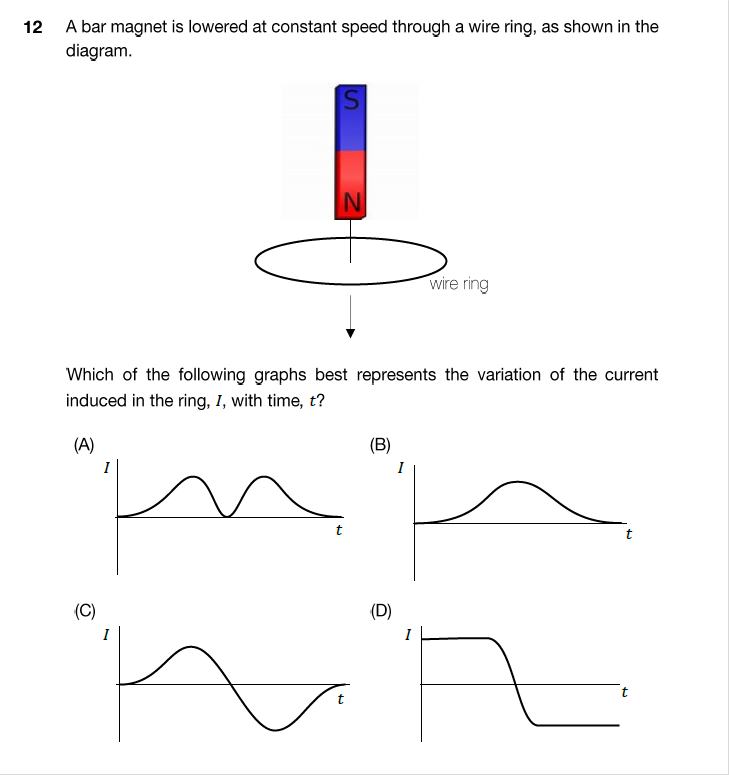 12 A bar magnet is lowered at constant speed through a wire ring, as shown in the
diagram.
S
N
wire ring
Which of the following graphs best represents the variation of the current
induced in the ring, I, with time, t?
(A)
I
t
(B)
I
t
(C)
I
t
(D)
I
t